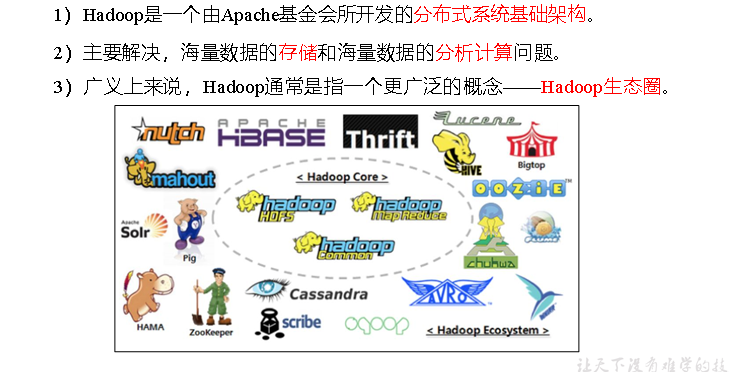 1）Hadoop是一个由Apache基金会所开发的分布式系统基础架构。
2）主要解决，海量数据的存储和海量数据的分析计算问题。
3）广义上来说，Hadoop通常是指一个更广泛的概念——Hadoop生态圈。
nutch
APACHE
HBASE
Thrift
Lucene
HIVE
Bigtop
mahout
< Hadoop Core >
OOZIE
hadoop
HDFS
hadoop
MapReduce
Apache
Solr
Pig
hadoop
Common
chukwa
HAMA
ZooKeeper
Cassandra
scribe
sqoop
AVRO
< Hadoop Ecosystem >
让天下没有难学的技